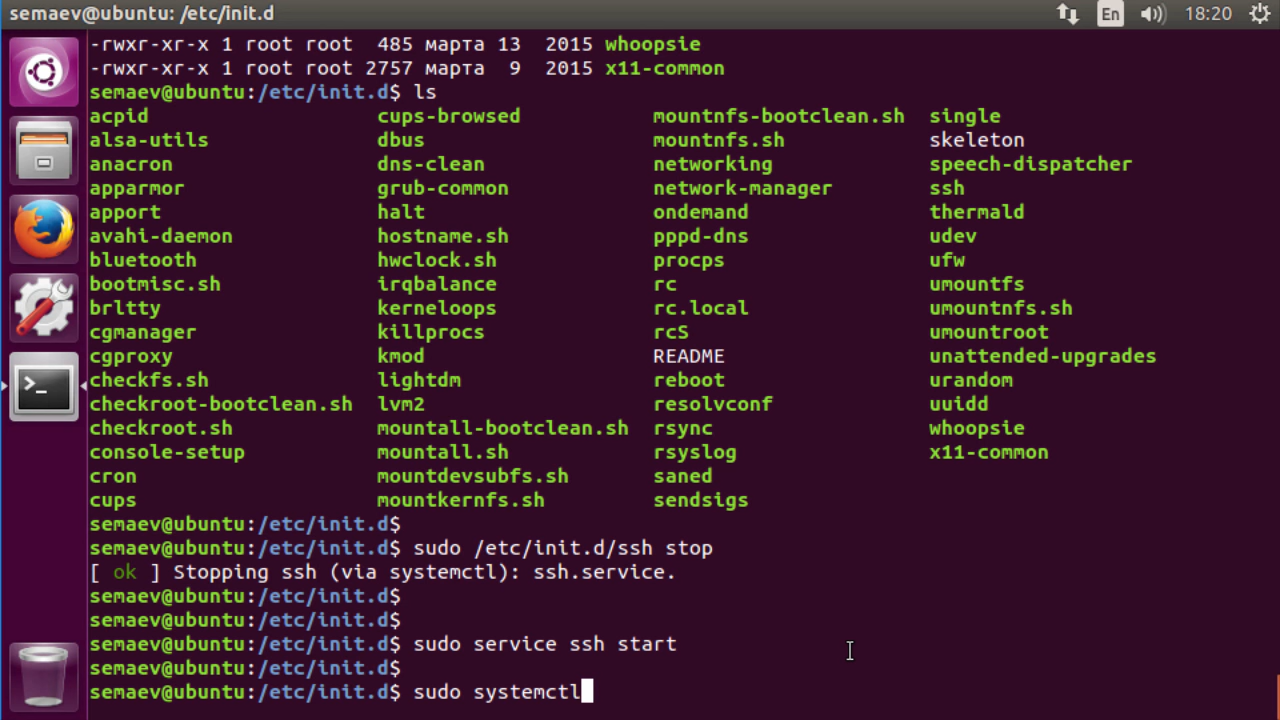 semaev@ubuntu: /etc/init.d En 18:20
-rwxr-xr-x 1 root root  485 марта 13  2015 whoopsie
-rwxr-xr-x 1 root root 2757 марта  9  2015 x11-common
semaev@ubuntu:/etc/init.d$ ls
acpid cups-browsed mountnfs-bootclean.sh single
alsa-utils dbus mountnfs.sh skeleton
anacron dns-clean networking speech-dispatcher
apparmor grub-common network-manager ssh
apport halt ondemand thermald
avahi-daemon hostname.sh pppd-dns udev
bluetooth hwclock.sh procps ufw
bootmisc.sh irqbalance rc umountfs
brltty kerneloops rc.local umountnfs.sh
cgmanager killprocs rcS umountroot
cgproxy kmod README unattended-upgrades
checkfs.sh lightdm reboot urandom
checkroot-bootclean.sh lvm2 resolvconf uuidd
checkroot.sh mountall-bootclean.sh rsync whoopsie
console-setup mountall.sh rsyslog x11-common
cron mountdevsubfs.sh saned
cups mountkernfs.sh sendsigs
semaev@ubuntu:/etc/init.d$
semaev@ubuntu:/etc/init.d$ sudo /etc/init.d/ssh stop
[ ok ] Stopping ssh (via systemctl): ssh.service.
semaev@ubuntu:/etc/init.d$
semaev@ubuntu:/etc/init.d$
semaev@ubuntu:/etc/init.d$ sudo service ssh start
semaev@ubuntu:/etc/init.d$
semaev@ubuntu:/etc/init.d$ sudo systemctl